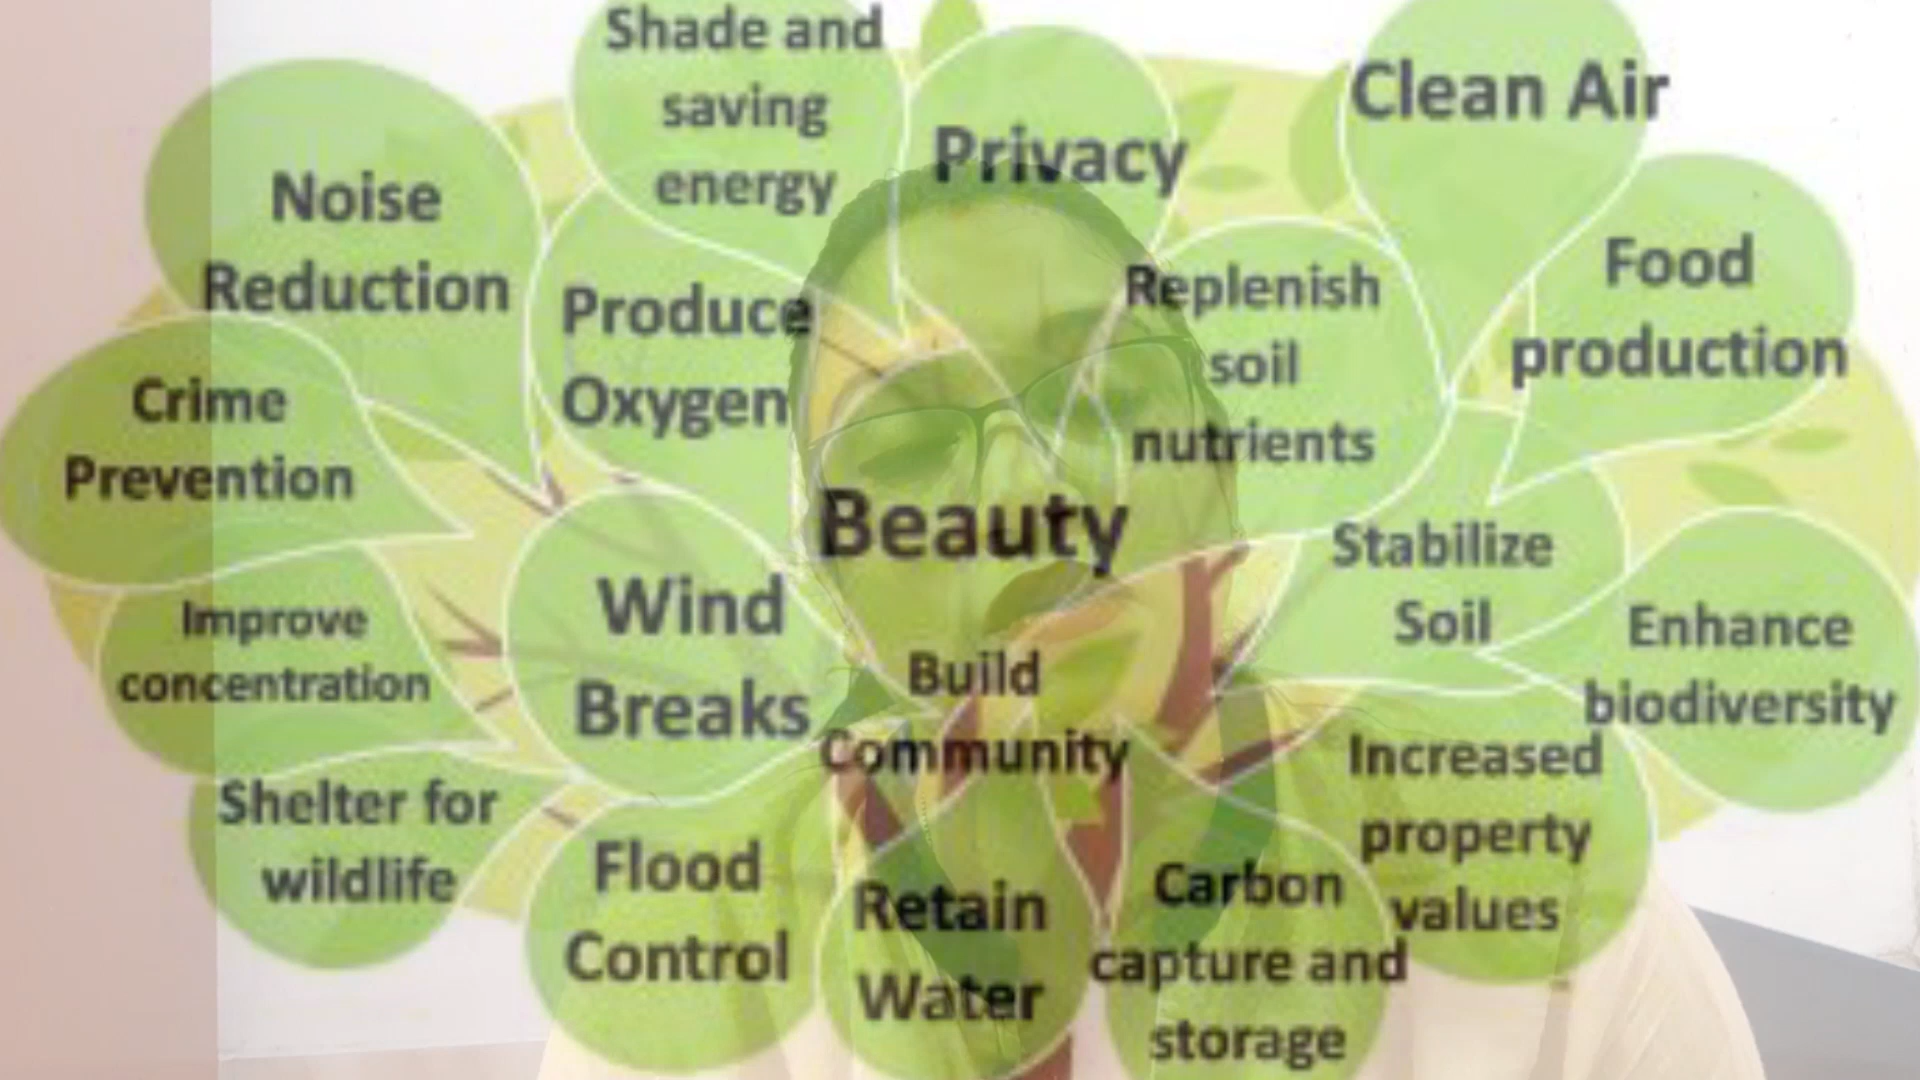 Shade and
saving
energy
Privacy
Clean Air
Noise
Reduction
Produce
Oxygen
Replenish
soil
nutrients
Food
production
Crime
Prevention
Beauty
Stabilize
Soil
Improve
concentration
Wind
Breaks
Build
Community
Enhance
biodiversity
Shelter for
wildlife
Increased
property
values
Flood
Control
Retain
Water
Carbon
capture and
storage